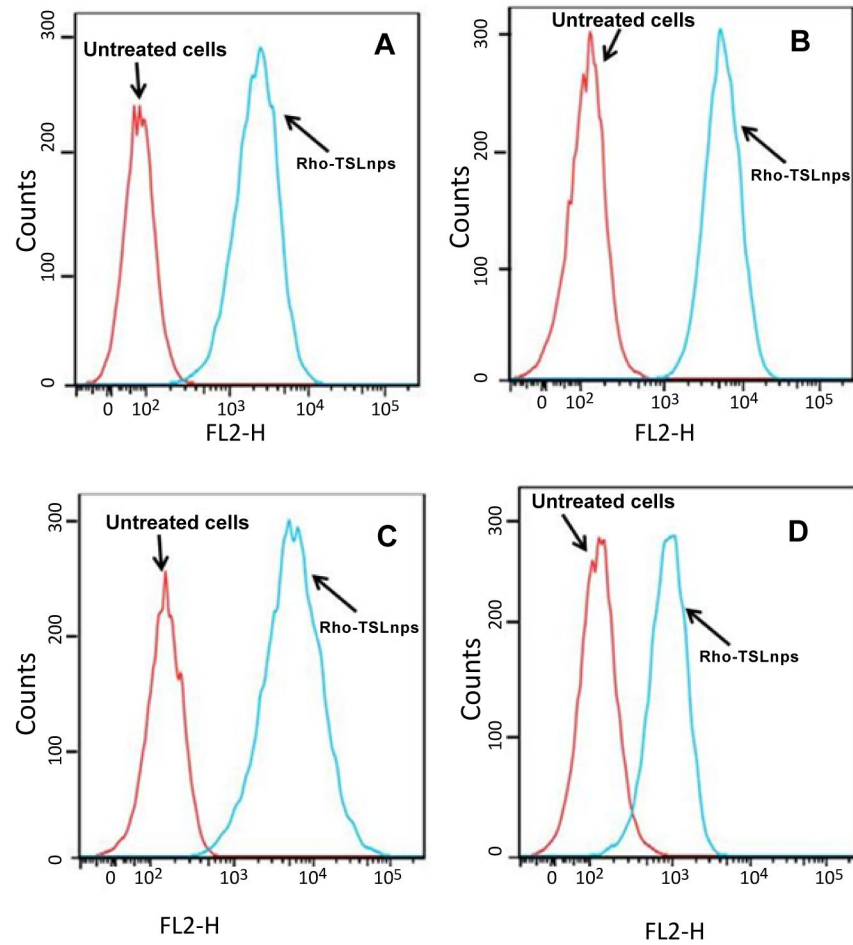 A
Untreated cells
Rho-TSLnps
Counts
300
200
100
0
0 10² 10³ 10⁴ 10⁵
FL2-H
B
Untreated cells
Rho-TSLnps
Counts
300
200
100
0
0 10² 10³ 10⁴ 10⁵
FL2-H
C
Untreated cells
Rho-TSLnps
Counts
300
200
100
0
0 10² 10³ 10⁴ 10⁵
FL2-H
D
Untreated cells
Rho-TSLnps
Counts
300
200
100
0
0 10² 10³ 10⁴ 10⁵
FL2-H